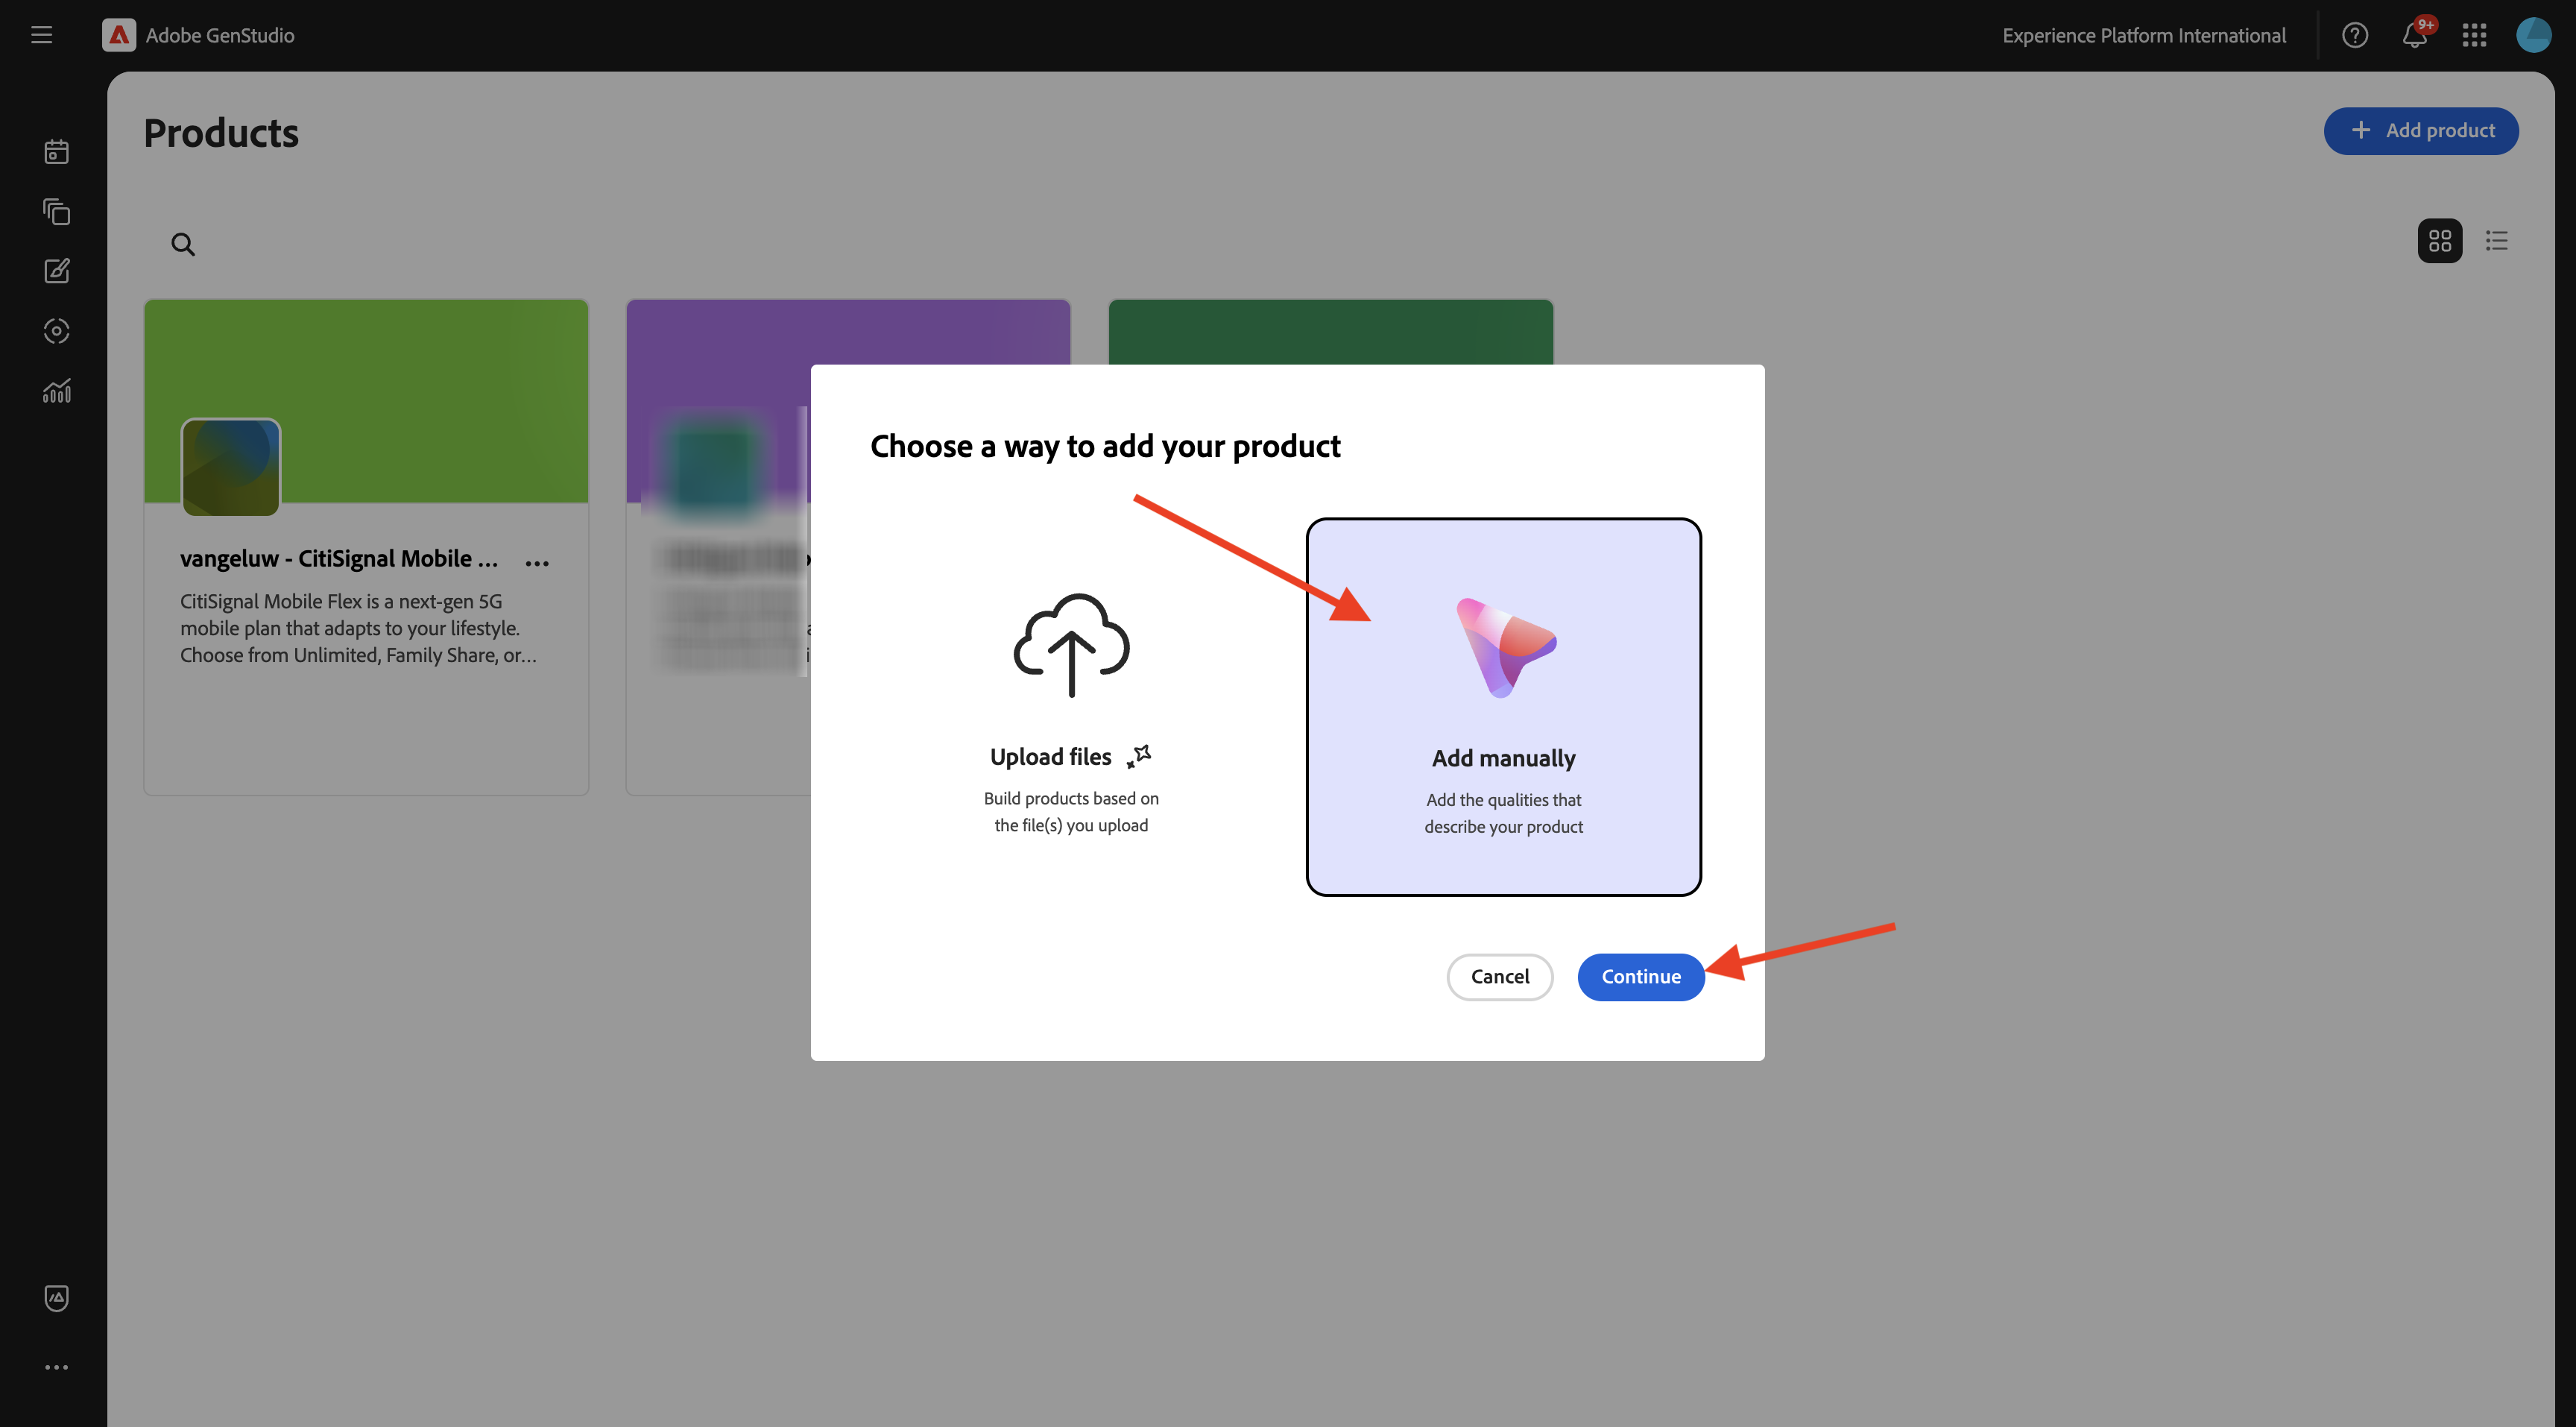 Adobe GenStudio
Experience Platform International
9+
Products
Add product
vangeluw - CitiSignal Mobile ...
CitiSignal Mobile Flex is a next-gen 5G
mobile plan that adapts to your lifestyle.
Choose from Unlimited, Family Share, or...
Choose a way to add your product
Upload files
Build products based on
the file(s) you upload
Add manually
Add the qualities that
describe your product
Cancel
Continue